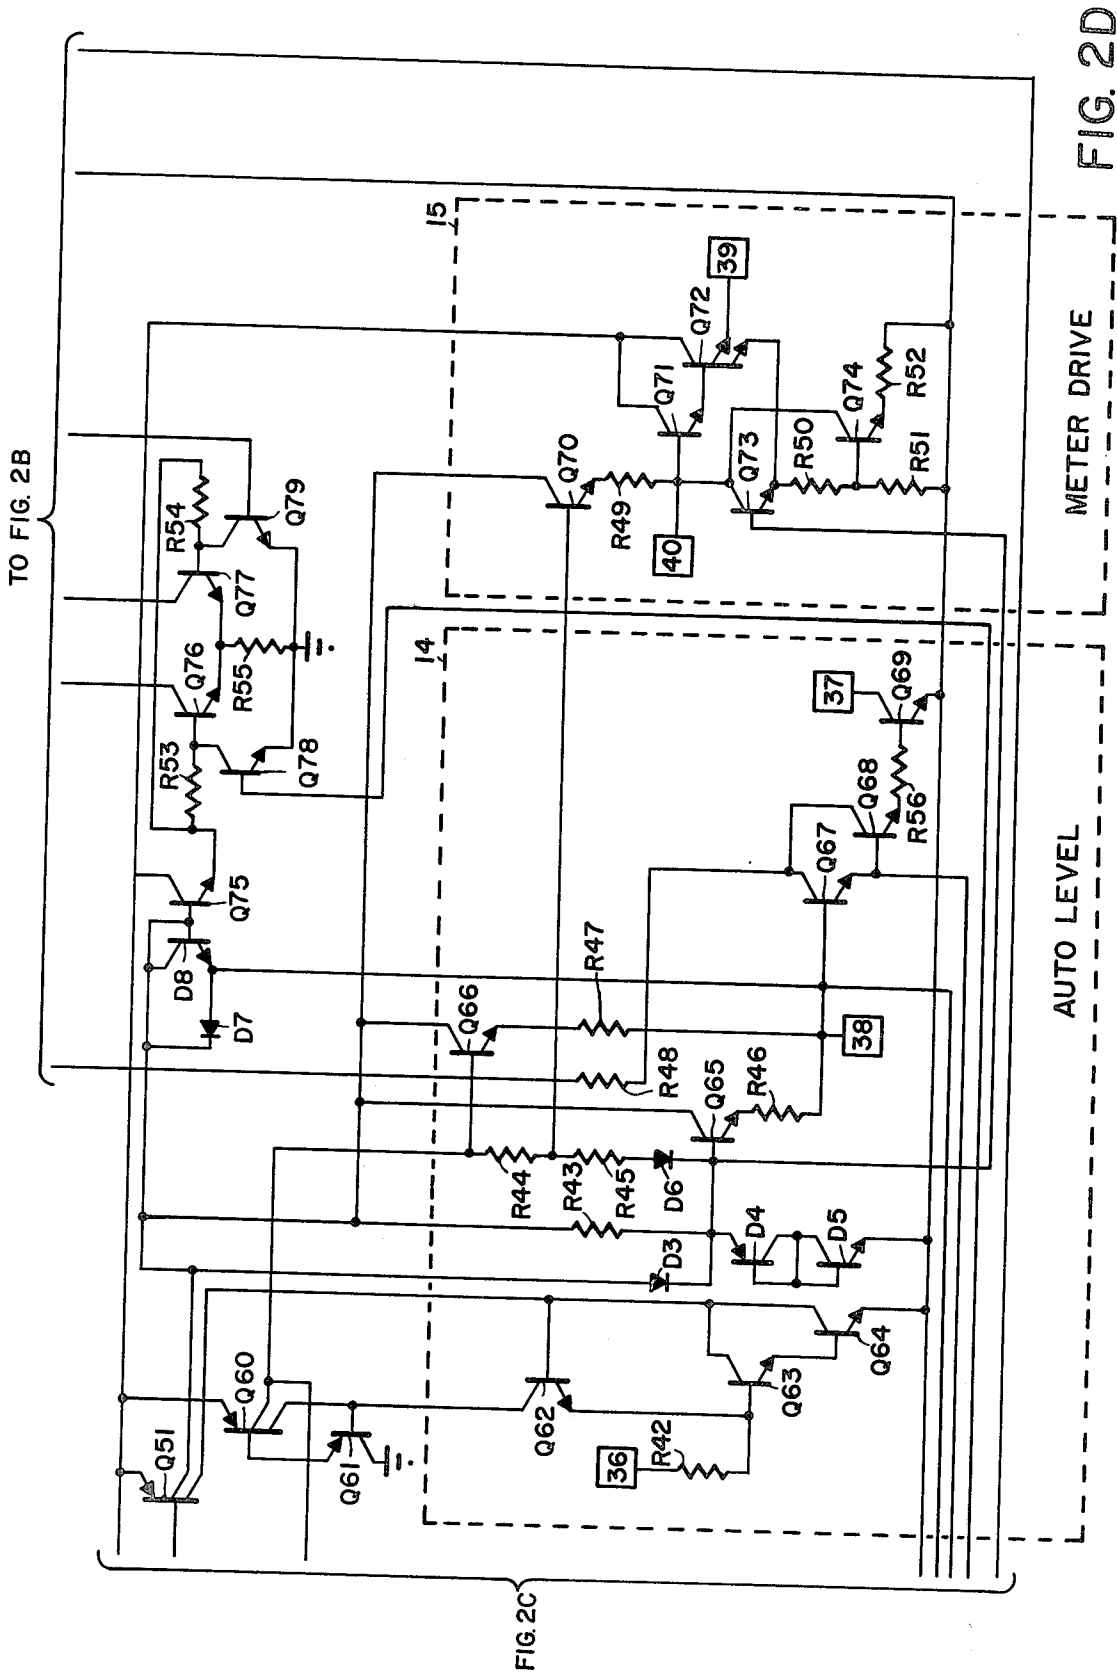 TO FIG. 2B
FIG. 2C
FIG. 2D
Q51
Q60
Q61
D8
D7
Q75
R53
Q78
Q76
R55
Q77
R54
Q79
14
AUTO LEVEL
36
R42
Q62
Q63
Q64
D3
D4
D5
R44
R43
R45
D6
Q65
R46
R48
Q66
R47
38
Q67
Q68
R56
37
Q69
15
METER DRIVE
Q70
R49
40
Q71
Q72
39
Q73
R50
Q74
R51
R52